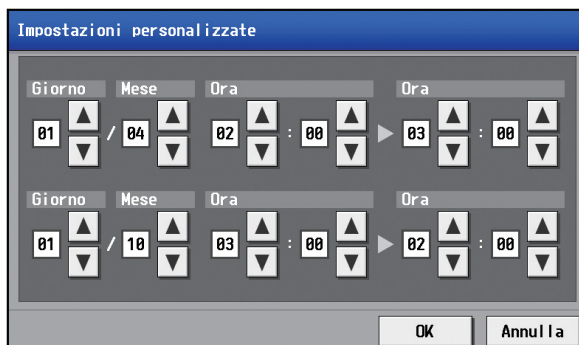 Impostazioni personalizzate
Giorno Mese Ora Ora
01 / 04 02 : 00 ▶ 03 : 00
Giorno Mese Ora Ora
01 / 10 03 : 00 ▶ 02 : 00
OK Annulla